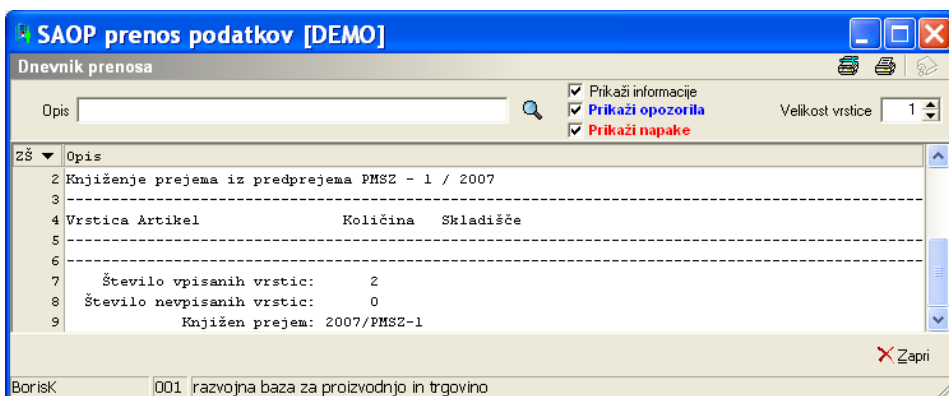 SAOP prenos podatkov [DEMO]
Dnevnik prenosa
Opis
Prikaži informacije
Prikaži opozorila
Prikaži napake
Velikost vrstice 1
ZŠ Opis
2 Knjiženje prejema iz predprejema PMSZ - 1 / 2007
3 ------------------------------------------------------------------------------------------------
4 Vrstica Artikel Količina Skladišče
5 ------------------------------------------------------------------------------------------------
6 ------------------------------------------------------------------------------------------------
7 Število vpisanih vrstic: 2
8 Število nevpisanih vrstic: 0
9 Knjižen prejem: 2007/PMSZ-1
Zapri
BorisK 001 razvojna baza za proizvodnjo in trgovino